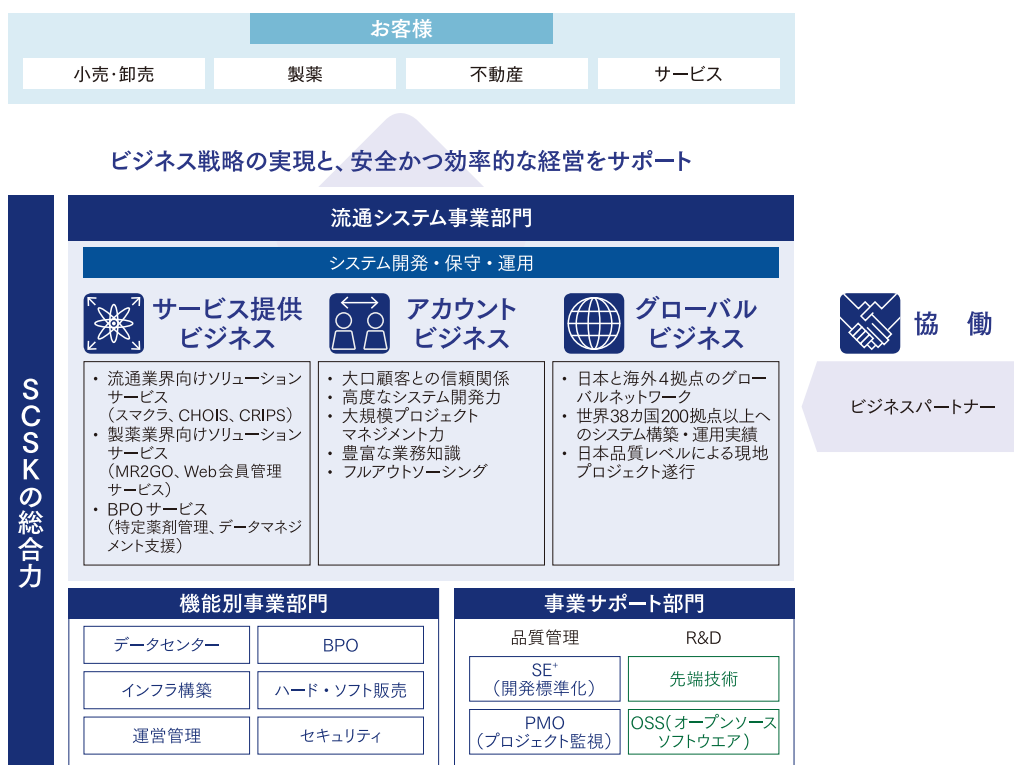 お客様
小売・卸売
製薬
不動産
サービス
ビジネス戦略の実現と、安全かつ効率的な経営をサポート
SCSKの総合力
流通システム事業部門
システム開発・保守・運用
サービス提供
ビジネス
・ 流通業界向けソリューション
サービス
(スマクラ、CHOIS、CRIPS)
・ 製薬業界向けソリューション
サービス
(MR2GO、Web会員管理
サービス)
・ BPOサービス
(特定薬剤管理、データマネジ
メント支援)
アカウント
ビジネス
・ 大口顧客との信頼関係
・ 高度なシステム開発力
・ 大規模プロジェクト
マネジメント力
・ 豊富な業務知識
・ フルアウトソーシング
グローバル
ビジネス
・ 日本と海外4拠点のグロー
バルネットワーク
・ 世界38カ国200拠点以上へ
のシステム構築・運用実績
・ 日本品質レベルによる現地
プロジェクト遂行
協 働
ビジネスパートナー
機能別事業部門
データセンター
BPO
インフラ構築
ハード・ソフト販売
運営管理
セキュリティ
事業サポート部門
品質管理
R&D
SE⁺
(開発標準化)
先端技術
PMO
(プロジェクト監視)
OSS(オープンソース
ソフトウエア)